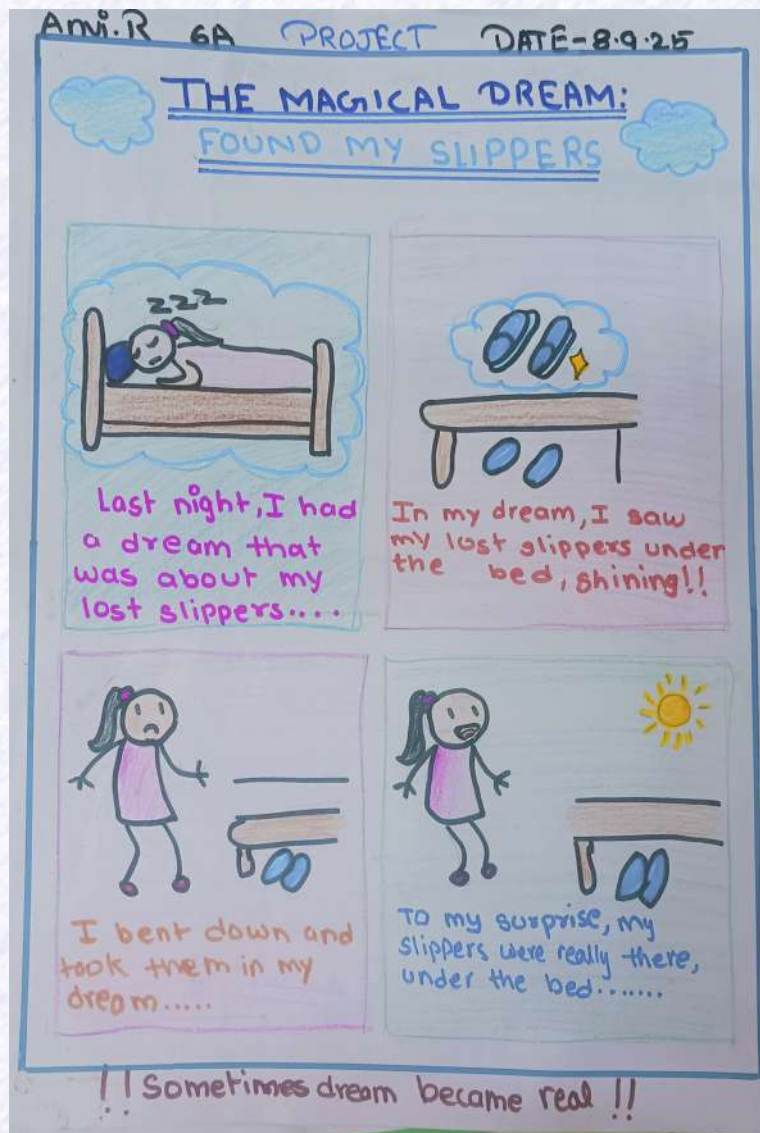 Anvi.R 6A PROJECT DATE-8.9.25
THE MAGICAL DREAM:
FOUND MY SLIPPERS
zzz
Last night, I had
a dream that
was about my
lost slippers....
In my dream, I saw
my lost slippers under
the bed, shining!!
I bent down and
took them in my
dream.....
To my surprise, my
slippers were really there,
under the bed.......
!! Sometimes dream became real !!